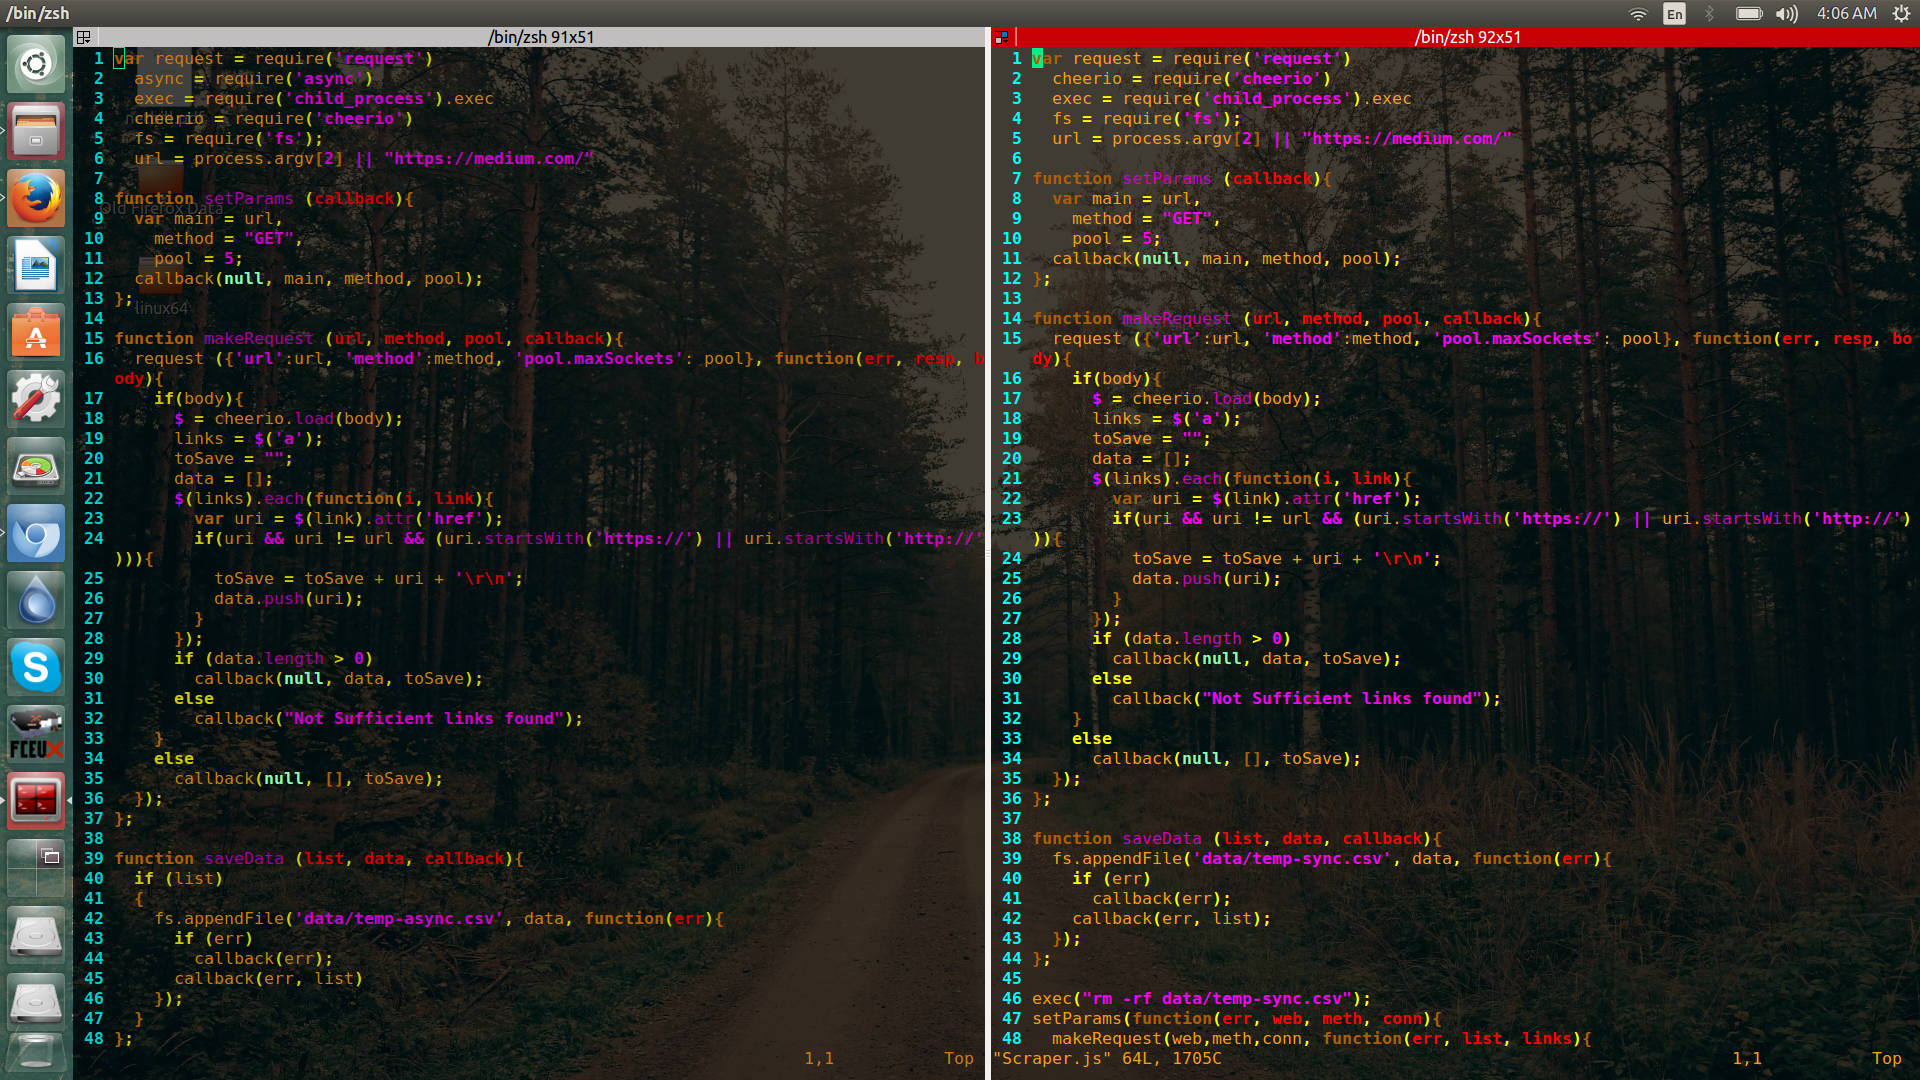 /bin/zsh
En
4:06 AM
/bin/zsh 91x51
1 var request = require('request')
2   async = require('async')
3   exec = require('child_process').exec
4   cheerio = require('cheerio')
5   fs = require('fs');
6   url = process.argv[2] || "https://medium.com/"
7
8 function setParams (callback){
Old Firefox Data
9   var main = url,
10     method = "GET",
11     pool = 5;
12   callback(null, main, method, pool);
13 };
linux64
14
15 function makeRequest (url, method, pool, callback){
16   request ({'url':url, 'method':method, 'pool.maxSockets': pool}, function(err, resp, b
ody){
17     if(body){
18       $ = cheerio.load(body);
19       links = $('a');
20       toSave = "";
21       data = [];
22       $(links).each(function(i, link){
23         var uri = $(link).attr('href');
24         if(uri && uri != url && (uri.startsWith('https://') || uri.startsWith('http://'
))){
25           toSave = toSave + uri + '\r\n';
26           data.push(uri);
27         }
28       });
29       if (data.length > 0)
30         callback(null, data, toSave);
31       else
32         callback("Not Sufficient links found");
33     }
34     else
35       callback(null, [], toSave);
36   });
37 };
38
39 function saveData (list, data, callback){
40   if (list)
41   {
42     fs.appendFile('data/temp-async.csv', data, function(err){
43       if (err)
44         callback(err);
45       callback(err, list)
46     });
47   }
48 };
1,1 Top
/bin/zsh 92x51
1 var request = require('request')
2   cheerio = require('cheerio')
3   exec = require('child_process').exec
4   fs = require('fs');
5   url = process.argv[2] || "https://medium.com/"
6
7 function setParams (callback){
8   var main = url,
9     method = "GET",
10     pool = 5;
11   callback(null, main, method, pool);
12 };
13
14 function makeRequest (url, method, pool, callback){
15   request ({'url':url, 'method':method, 'pool.maxSockets': pool}, function(err, resp, bo
dy){
16     if(body){
17       $ = cheerio.load(body);
18       links = $('a');
19       toSave = "";
20       data = [];
21       $(links).each(function(i, link){
22         var uri = $(link).attr('href');
23         if(uri && uri != url && (uri.startsWith('https://') || uri.startsWith('http://')
)){
24           toSave = toSave + uri + '\r\n';
25           data.push(uri);
26         }
27       });
28       if (data.length > 0)
29         callback(null, data, toSave);
30       else
31         callback("Not Sufficient links found");
32     }
33     else
34       callback(null, [], toSave);
35   });
36 };
37
38 function saveData (list, data, callback){
39   fs.appendFile('data/temp-sync.csv', data, function(err){
40     if (err)
41       callback(err);
42     callback(err, list);
43   });
44 };
45
46 exec("rm -rf data/temp-sync.csv");
47 setParams(function(err, web, meth, conn){
48   makeRequest(web,meth,conn, function(err, list, links){
"Scraper.js" 64L, 1705C 1,1 Top
FCEUX